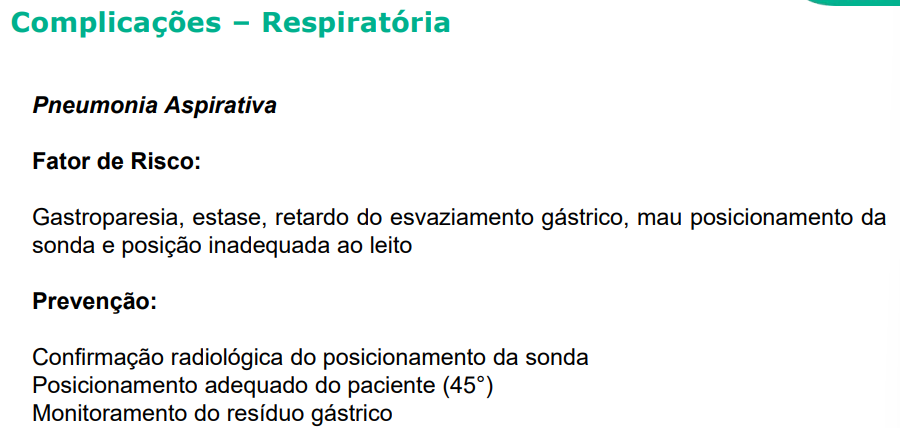 Complicações – Respiratória
Pneumonia Aspirativa
Fator de Risco:
Gastroparesia, estase, retardo do esvaziamento gástrico, mau posicionamento da
sonda e posição inadequada ao leito
Prevenção:
Confirmação radiológica do posicionamento da sonda
Posicionamento adequado do paciente (45°)
Monitoramento do resíduo gástrico